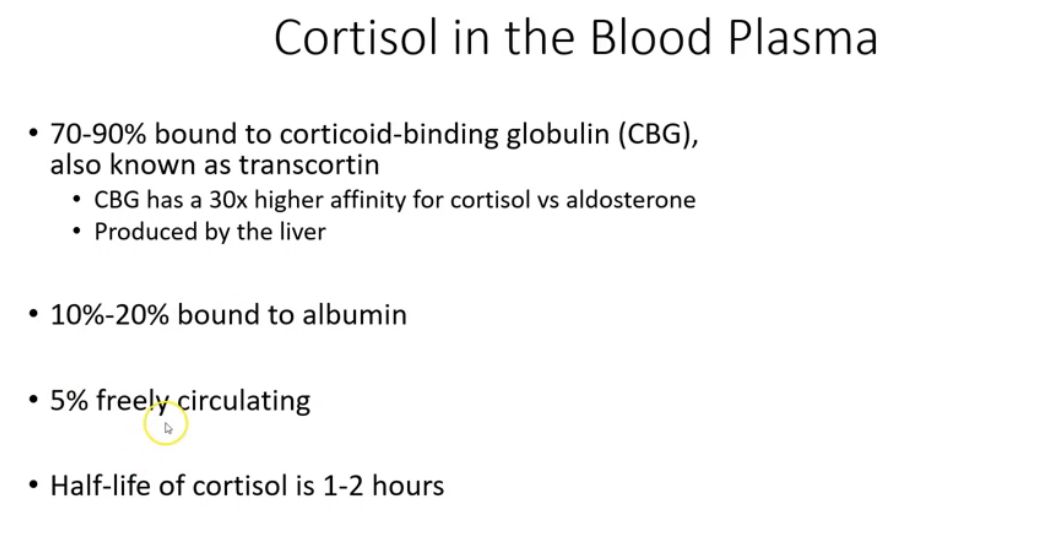 Cortisol in the Blood Plasma
• 70-90% bound to corticoid-binding globulin (CBG),
also known as transcortin
• CBG has a 30x higher affinity for cortisol vs aldosterone
• Produced by the liver
• 10%-20% bound to albumin
• 5% freely circulating
• Half-life of cortisol is 1-2 hours